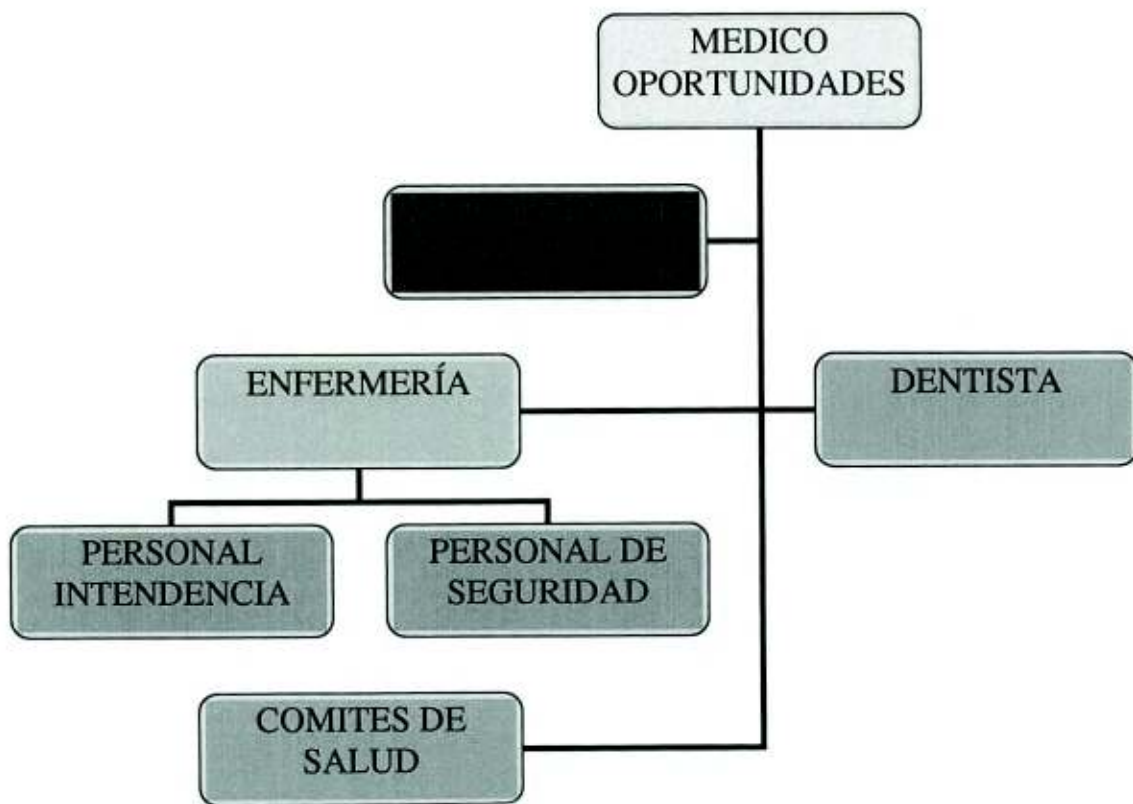 MEDICO
OPORTUNIDADES
ENFERMERÍA
DENTISTA
PERSONAL
INTENDENCIA
PERSONAL DE
SEGURIDAD
COMITES DE
SALUD